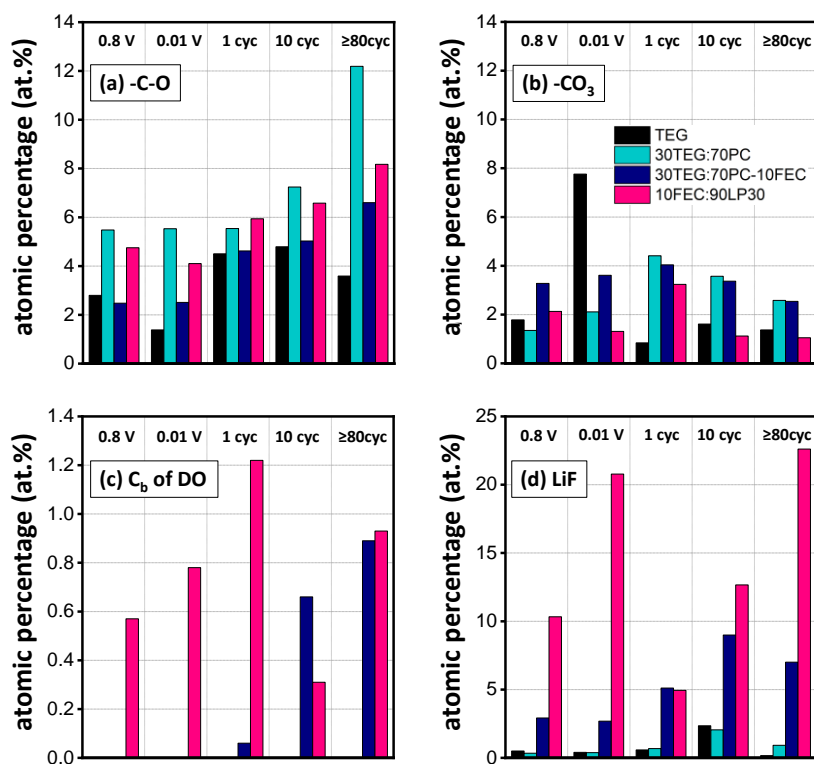 atomic percentage (at.%)
14
12
10
8
6
4
2
0
0.8 V 0.01 V 1 cyc 10 cyc ≥80cyc
(a) -C-O
atomic percentage (at.%)
14
12
10
8
6
4
2
0
0.8 V 0.01 V 1 cyc 10 cyc ≥80cyc
(b) -CO₃
TEG
30TEG:70PC
30TEG:70PC-10FEC
10FEC:90LP30
atomic percentage (at.%)
1.4
1.2
1.0
0.8
0.6
0.4
0.2
0.0
0.8 V 0.01 V 1 cyc 10 cyc ≥80cyc
(c) C_b of DO
atomic percentage (at.%)
25
20
15
10
5
0
0.8 V 0.01 V 1 cyc 10 cyc ≥80cyc
(d) LiF